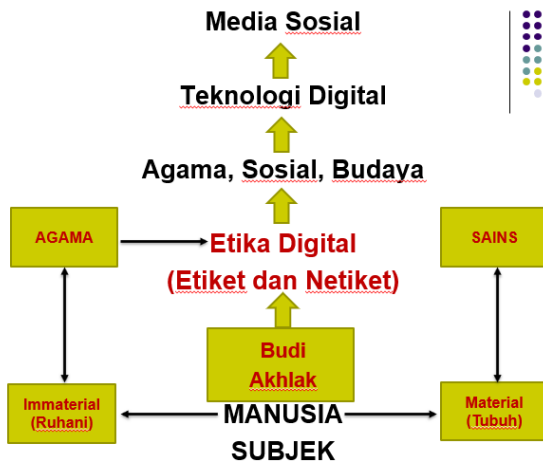 Media Sosial
Teknologi Digital
Agama, Sosial, Budaya
AGAMA
Etika Digital
(Etiket dan Netiket)
SAINS
Budi
Akhlak
Immaterial
(Ruhani)
MANUSIA
SUBJEK
Material
(Tubuh)